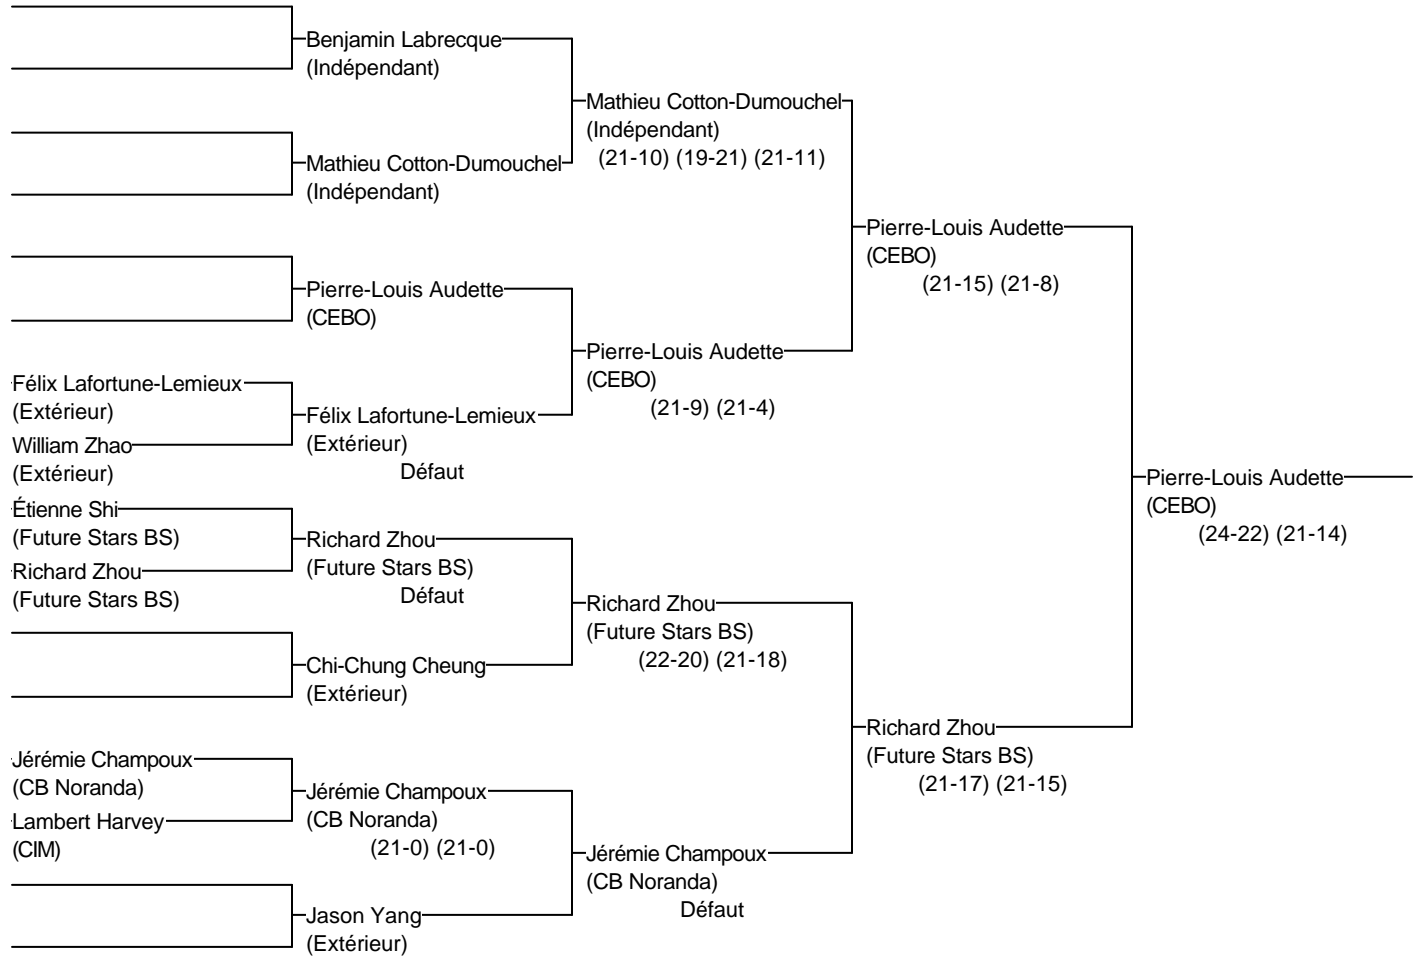 Benjamin Labrecque
(Indépendant)
Mathieu Cotton-Dumouchel
(Indépendant)
(21-10) (19-21) (21-11)
Mathieu Cotton-Dumouchel
(Indépendant)
Pierre-Louis Audette
(CEBO)
(21-15) (21-8)
Pierre-Louis Audette
(CEBO)
Pierre-Louis Audette
(CEBO)
(21-9) (21-4)
Félix Lafortune-Lemieux
(Extérieur)
Félix Lafortune-Lemieux
(Extérieur)
Défaut
William Zhao
(Extérieur)
Pierre-Louis Audette
(CEBO)
(24-22) (21-14)
Étienne Shi
(Future Stars BS)
Richard Zhou
(Future Stars BS)
Défaut
Richard Zhou
(Future Stars BS)
Richard Zhou
(Future Stars BS)
(22-20) (21-18)
Chi-Chung Cheung
(Extérieur)
Richard Zhou
(Future Stars BS)
(21-17) (21-15)
Jérémie Champoux
(CB Noranda)
Jérémie Champoux
(CB Noranda)
(21-0) (21-0)
Lambert Harvey
(CIM)
Jérémie Champoux
(CB Noranda)
Défaut
Jason Yang
(Extérieur)